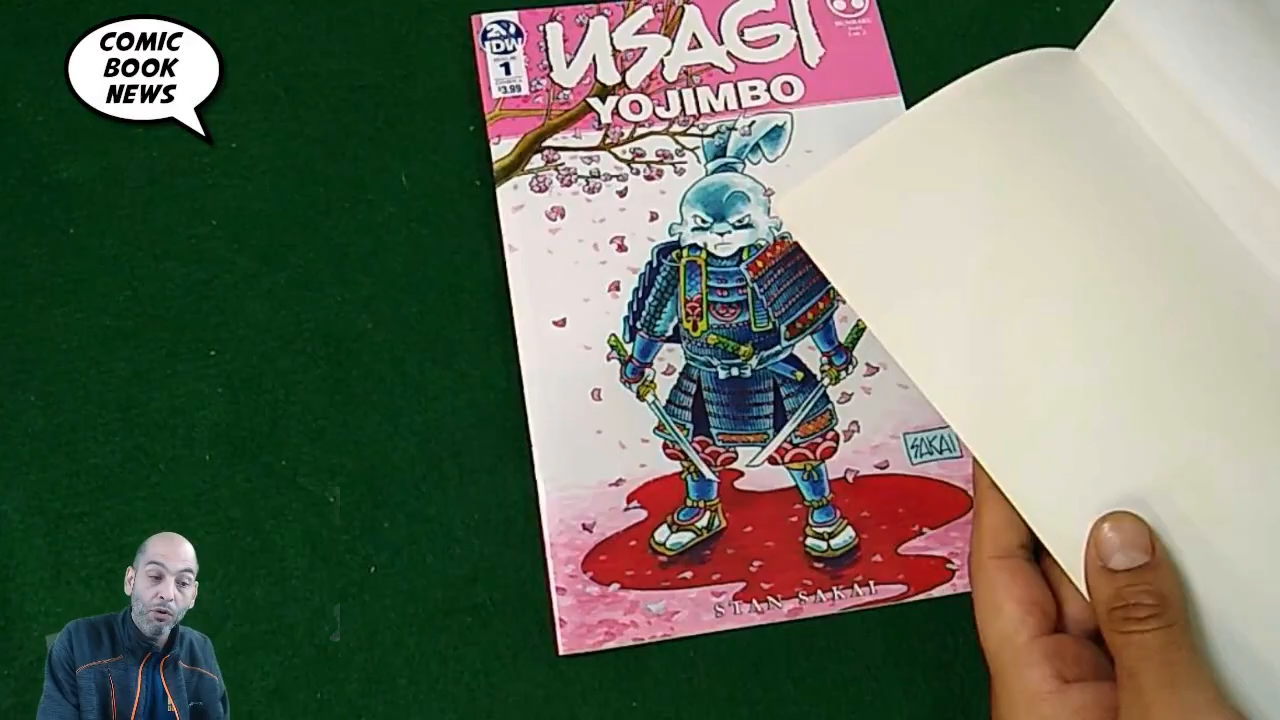 COMIC
BOOK
NEWS
IDW
1
$3.99
USAGI
YOJIMBO
SAKAI
STAN SAKAI